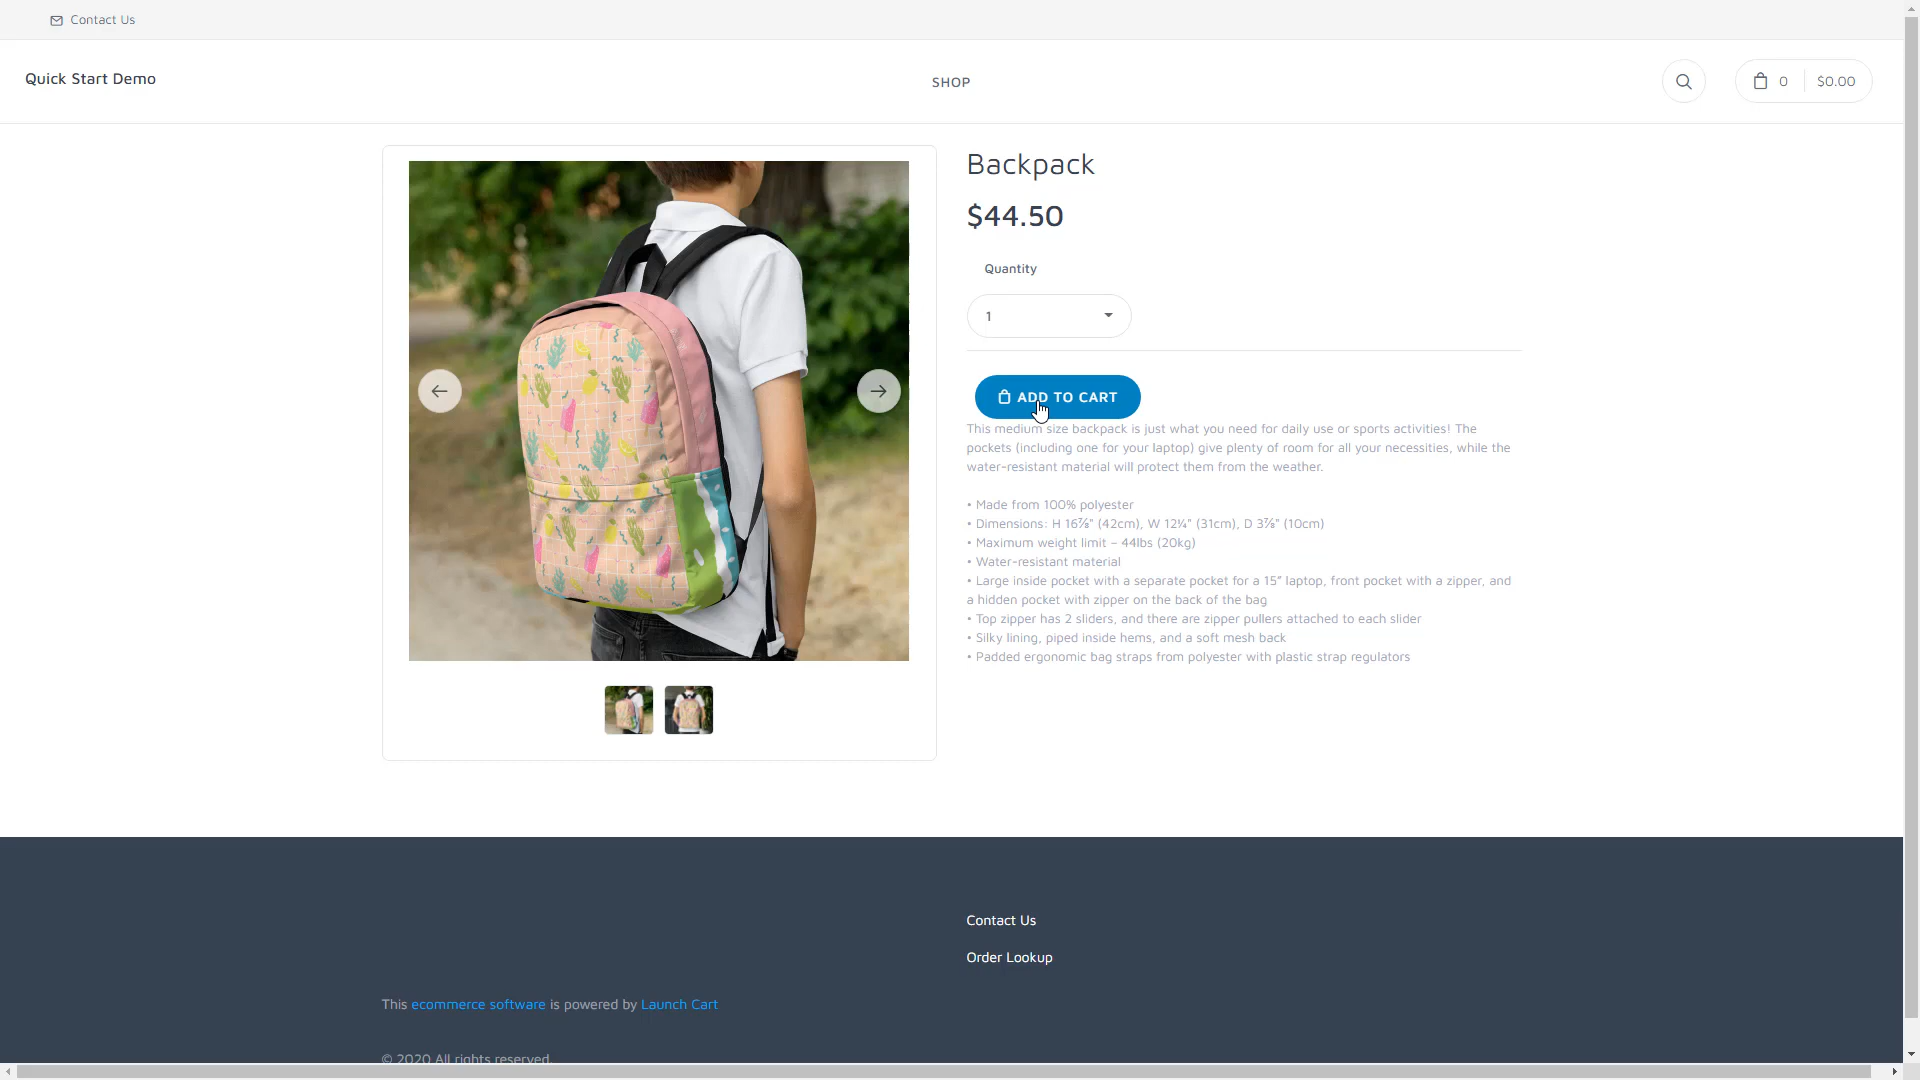 Contact Us
Quick Start Demo
SHOP
0
$0.00
Backpack
$44.50
Quantity
1
ADD TO CART
This medium size backpack is just what you need for daily use or sports activities! The
pockets (including one for your laptop) give plenty of room for all your necessities, while the
water-resistant material will protect them from the weather.
• Made from 100% polyester
• Dimensions: H 16⅞" (42cm), W 12¼" (31cm), D 3⅞" (10cm)
• Maximum weight limit – 44lbs (20kg)
• Water-resistant material
• Large inside pocket with a separate pocket for a 15” laptop, front pocket with a zipper, and
a hidden pocket with zipper on the back of the bag
• Top zipper has 2 sliders, and there are zipper pullers attached to each slider
• Silky lining, piped inside hems, and a soft mesh back
• Padded ergonomic bag straps from polyester with plastic strap regulators
Contact Us
Order Lookup
This ecommerce software is powered by Launch Cart
© 2020 All rights reserved.